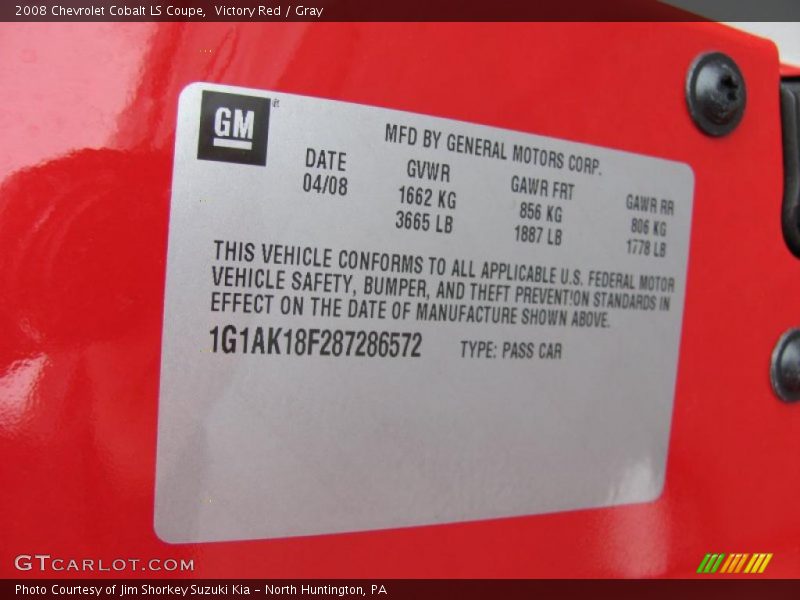 2008 Chevrolet Cobalt LS Coupe, Victory Red / Gray
GM
MFD BY GENERAL MOTORS CORP.
DATE GVWR GAWR FRT GAWR RR
04/08 1662 KG 856 KG 806 KG
3665 LB 1887 LB 1778 LB
THIS VEHICLE CONFORMS TO ALL APPLICABLE U.S. FEDERAL MOTOR
VEHICLE SAFETY, BUMPER, AND THEFT PREVENTION STANDARDS IN
EFFECT ON THE DATE OF MANUFACTURE SHOWN ABOVE.
1G1AK18F287286572 TYPE: PASS CAR
GTCARLOT.COM
Photo Courtesy of Jim Shorkey Suzuki Kia - North Huntington, PA